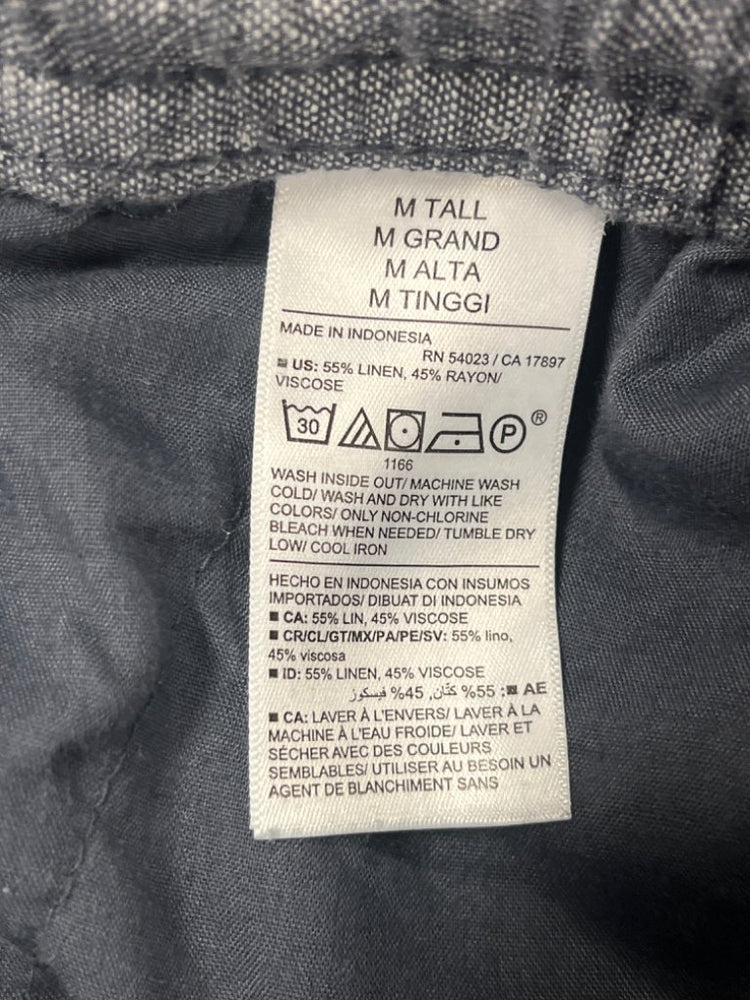 M TALL
M GRAND
M ALTA
M TINGGI
MADE IN INDONESIA
RN 54023 / CA 17897
■ US: 55% LINEN, 45% RAYON/
VISCOSE
30 P ®
1166
WASH INSIDE OUT/ MACHINE WASH
COLD/ WASH AND DRY WITH LIKE
COLORS/ ONLY NON-CHLORINE
BLEACH WHEN NEEDED/ TUMBLE DRY
LOW/ COOL IRON
HECHO EN INDONESIA CON INSUMOS
IMPORTADOS/ DIBUAT DI INDONESIA
■ CA: 55% LIN, 45% VISCOSE
■ CR/CL/GT/MX/PA/PE/SV: 55% lino,
45% viscosa
■ ID: 55% LINEN, 45% VISCOSE
AE ■: 55% كتّان, 45% فيسكوز
■ CA: LAVER À L'ENVERS/ LAVER À LA
MACHINE À L'EAU FROIDE/ LAVER ET
SÉCHER AVEC DES COULEURS
SEMBLABLES/ UTILISER AU BESOIN UN
AGENT DE BLANCHIMENT SANS